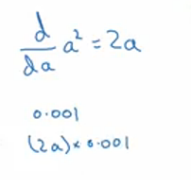 d/da a² = 2a
0.001
(2a) × 0.001